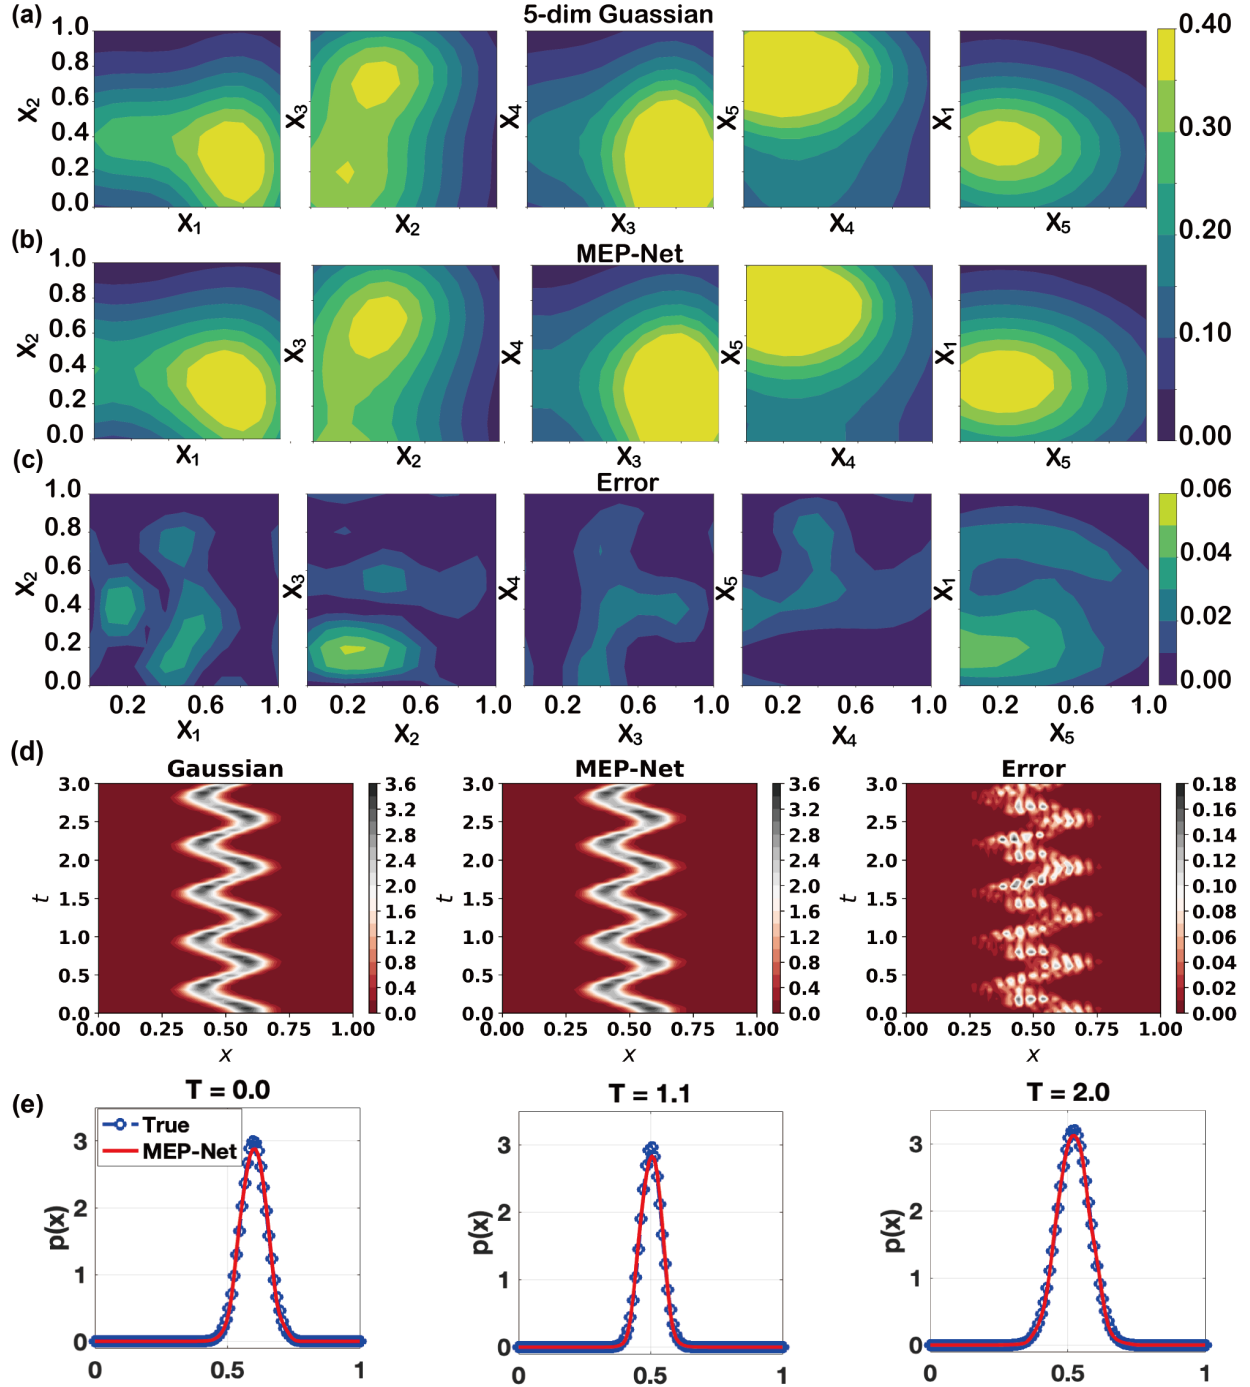 (a) 5-dim Guassian
1.0 0.8 0.6 0.4 0.2 0.0
X2 X3 X4 X5 X1
X1 X2 X3 X4 X5
0.40 0.30 0.20 0.10 0.00
(b) MEP-Net
1.0 0.8 0.6 0.4 0.2 0.0
X2 X3 X4 X5 X1
X1 X2 X3 X4 X5
(c) Error
1.0 0.8 0.6 0.4 0.2 0.0
X2 X3 X4 X5 X1
0.06 0.04 0.02 0.00
0.2 0.6 1.0 0.2 0.6 1.0 0.2 0.6 1.0 0.2 0.6 1.0 0.2 0.6 1.0
X1 X2 X3 X4 X5
(d)
Gaussian MEP-Net Error
3.0 2.5 2.0 1.5 1.0 0.5 0.0
t
3.6 3.2 2.8 2.4 2.0 1.6 1.2 0.8 0.4 0.0
0.00 0.25 0.50 0.75 1.00
x
3.0 2.5 2.0 1.5 1.0 0.5 0.0
t
3.6 3.2 2.8 2.4 2.0 1.6 1.2 0.8 0.4 0.0
0.00 0.25 0.50 0.75 1.00
x
3.0 2.5 2.0 1.5 1.0 0.5 0.0
t
0.18 0.16 0.14 0.12 0.10 0.08 0.06 0.04 0.02 0.00
0.00 0.25 0.50 0.75 1.00
x
(e)
T = 0.0 T = 1.1 T = 2.0
True
MEP-Net
p(x)
3 2 1 0
0 0.5 1
p(x)
3 2 1 0
0 0.5 1
p(x)
3 2 1 0
0 0.5 1